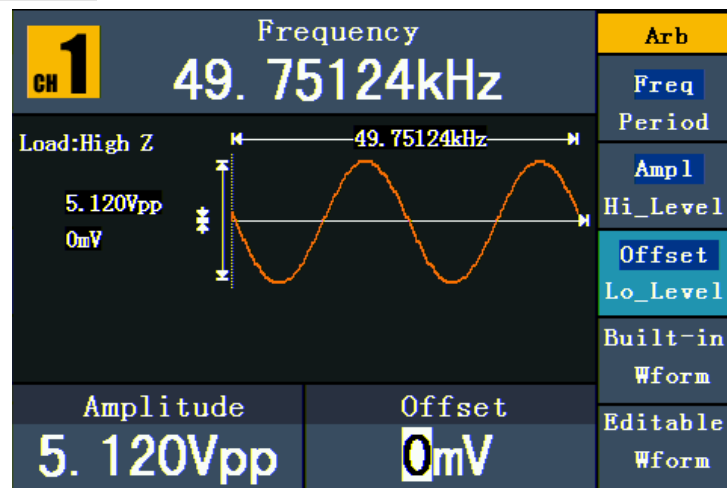 CH 1
Frequency
49.75124kHz
Load:High Z
49.75124kHz
5.120Vpp
0mV
Amplitude
5.120Vpp
Offset
0mV
Arb
Freq
Period
Ampl
Hi_Level
Offset
Lo_Level
Built-in
Wform
Editable
Wform